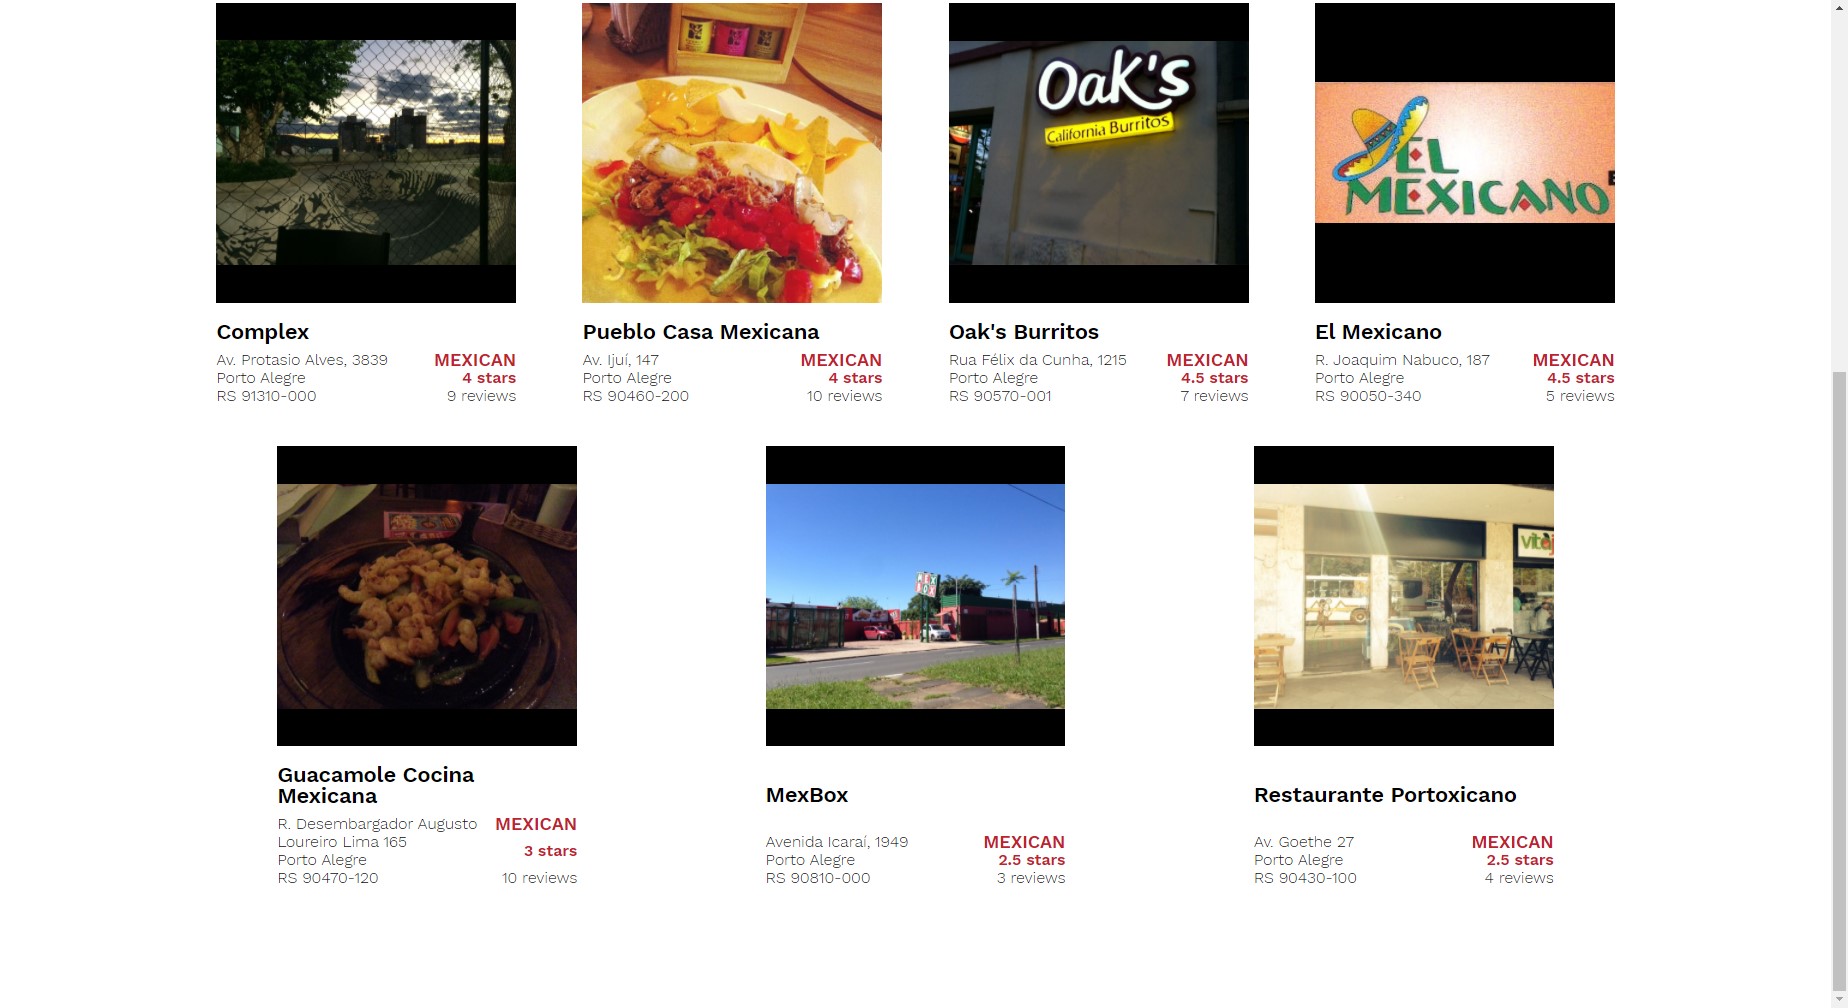 Oak's
California Burritos
EL
MEXICANO
Complex
Av. Protasio Alves, 3839
Porto Alegre
RS 91310-000
MEXICAN
4 stars
9 reviews
Pueblo Casa Mexicana
Av. Ijuí, 147
Porto Alegre
RS 90460-200
MEXICAN
4 stars
10 reviews
Oak's Burritos
Rua Félix da Cunha, 1215
Porto Alegre
RS 90570-001
MEXICAN
4.5 stars
7 reviews
El Mexicano
R. Joaquim Nabuco, 187
Porto Alegre
RS 90050-340
MEXICAN
4.5 stars
5 reviews
MEX
BOX
Guacamole Cocina
Mexicana
R. Desembargador Augusto
Loureiro Lima 165
Porto Alegre
RS 90470-120
MEXICAN
3 stars
10 reviews
MexBox
Avenida Icaraí, 1949
Porto Alegre
RS 90810-000
MEXICAN
2.5 stars
3 reviews
Restaurante Portoxicano
Av. Goethe 27
Porto Alegre
RS 90430-100
MEXICAN
2.5 stars
4 reviews